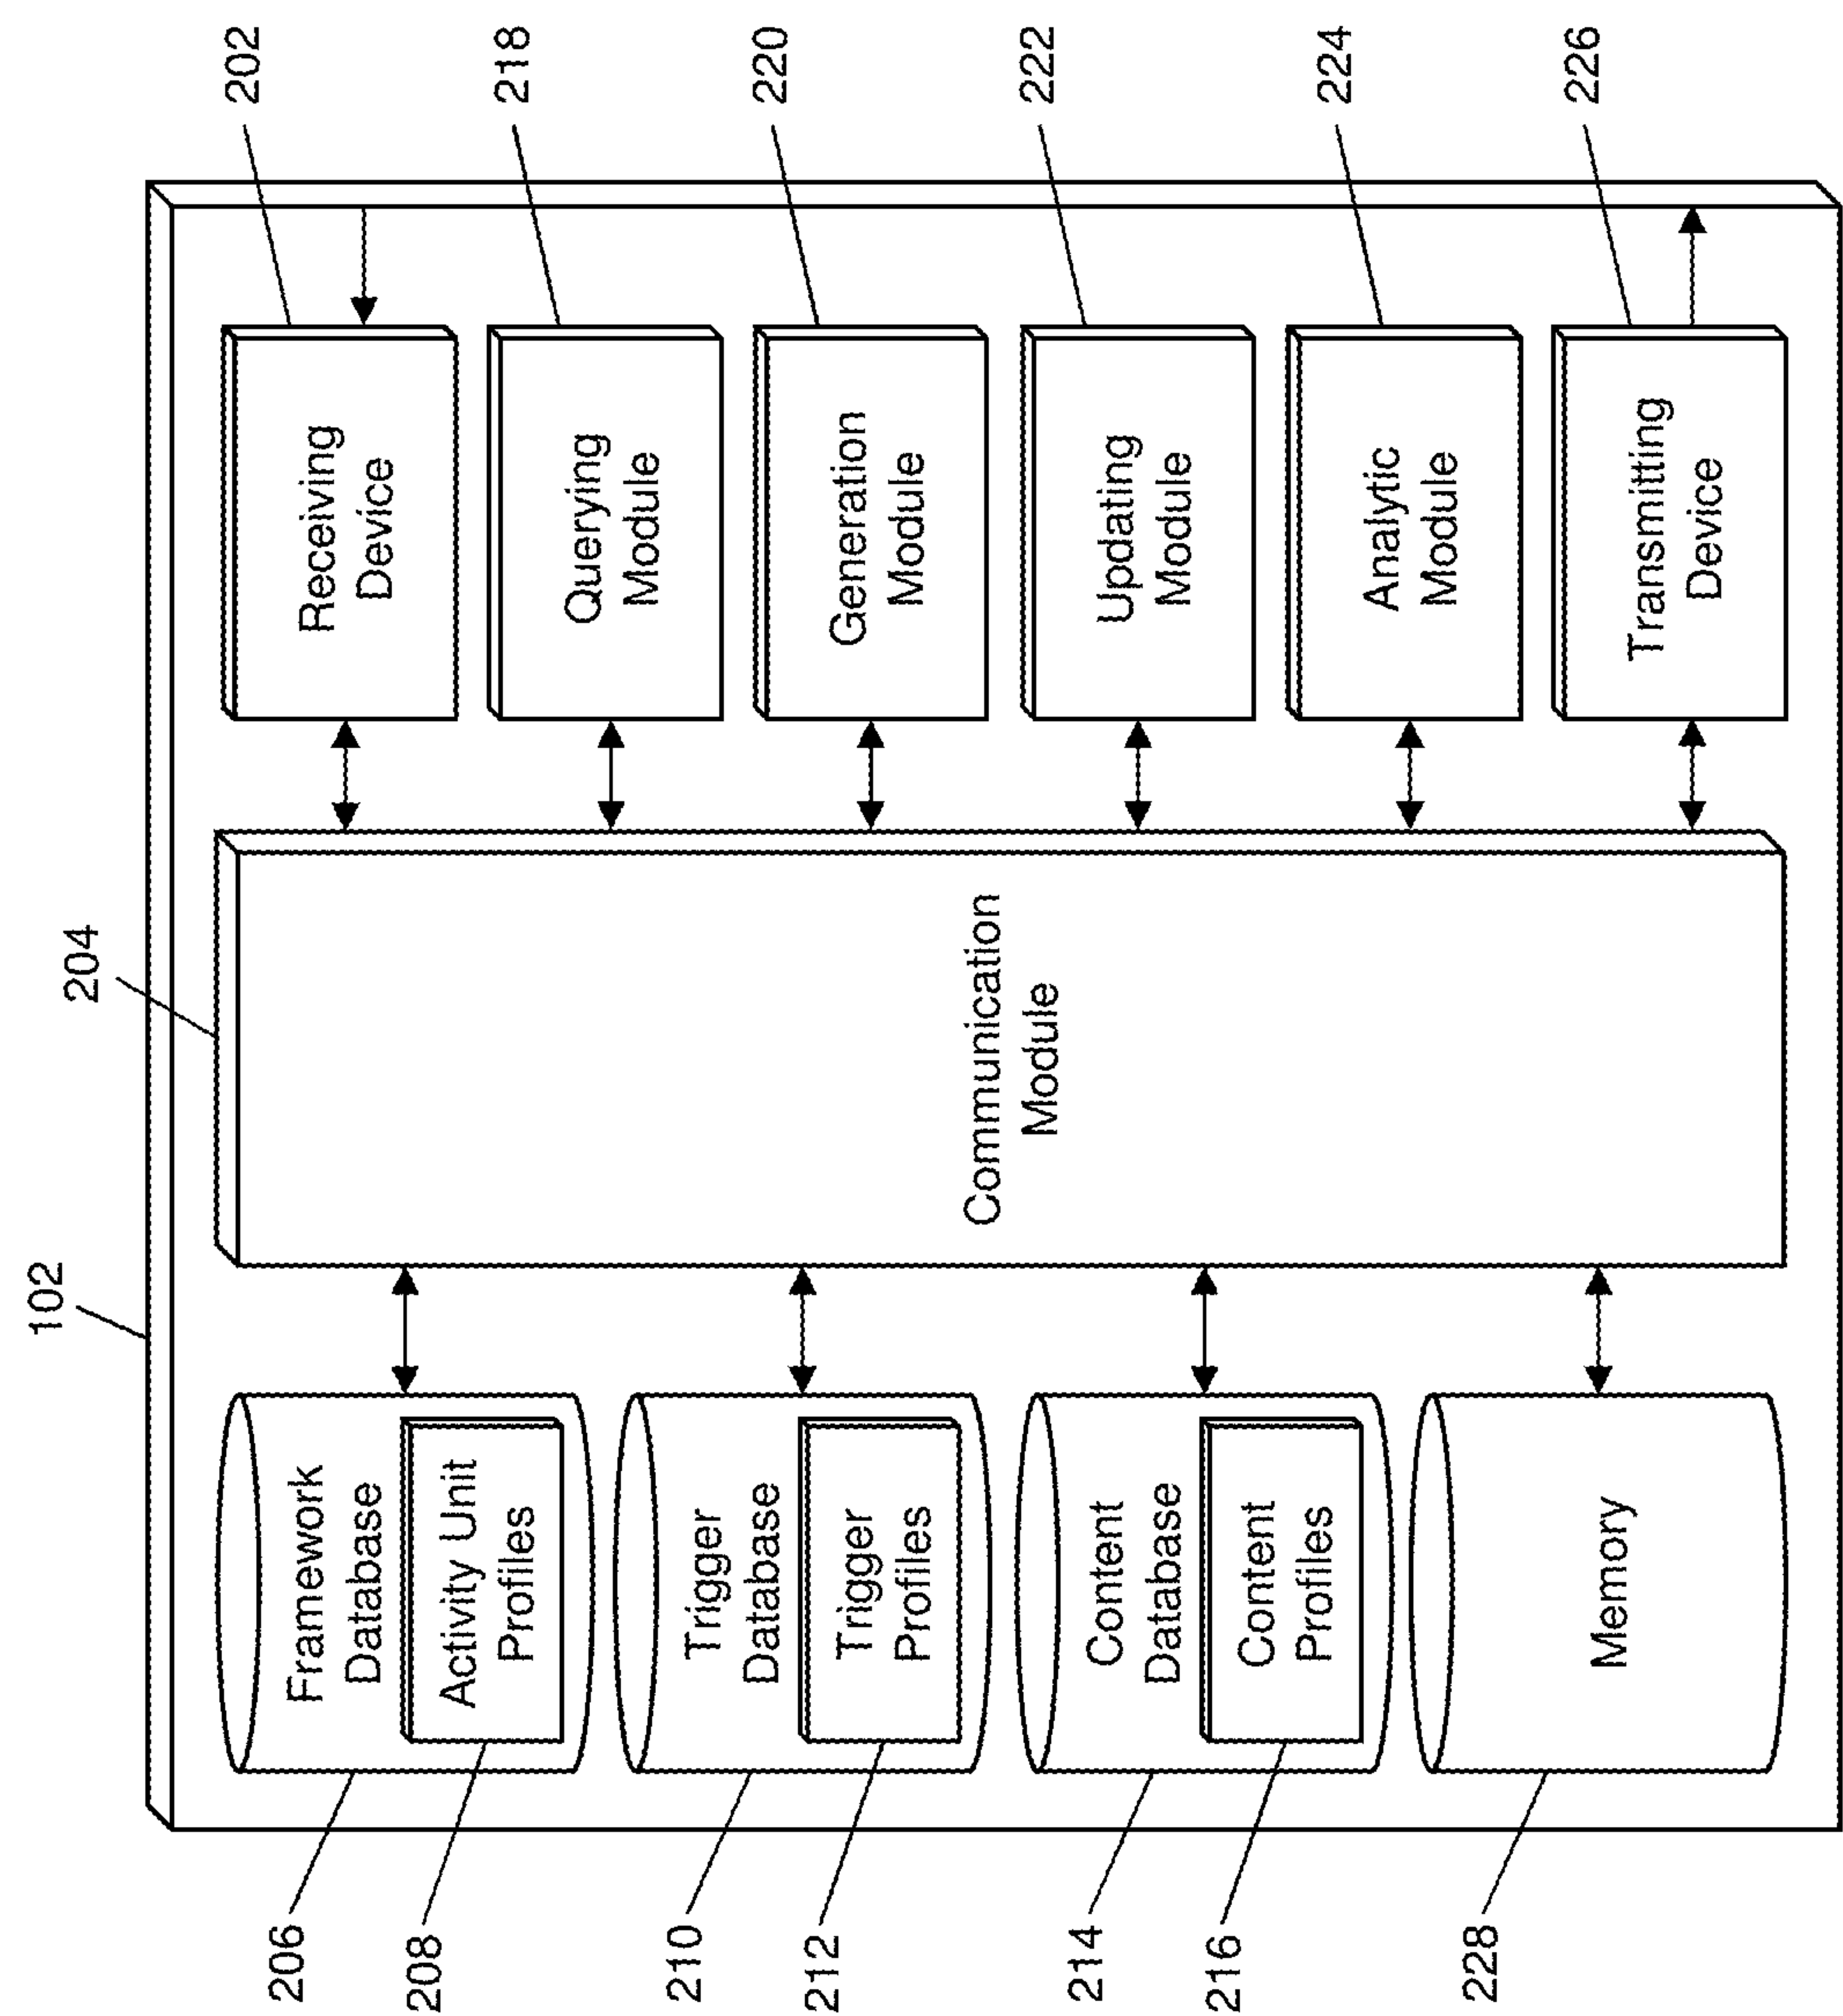 102
204
206
Framework
Database
208
Activity Unit
Profiles
210
Trigger
Database
212
Trigger
Profiles
214
Content
Database
216
Content
Profiles
228
Memory
Communication
Module
Receiving
Device
202
Querying
Module
218
Generation
Module
220
Updating
Module
222
Analytic
Module
224
Transmitting
Device
226